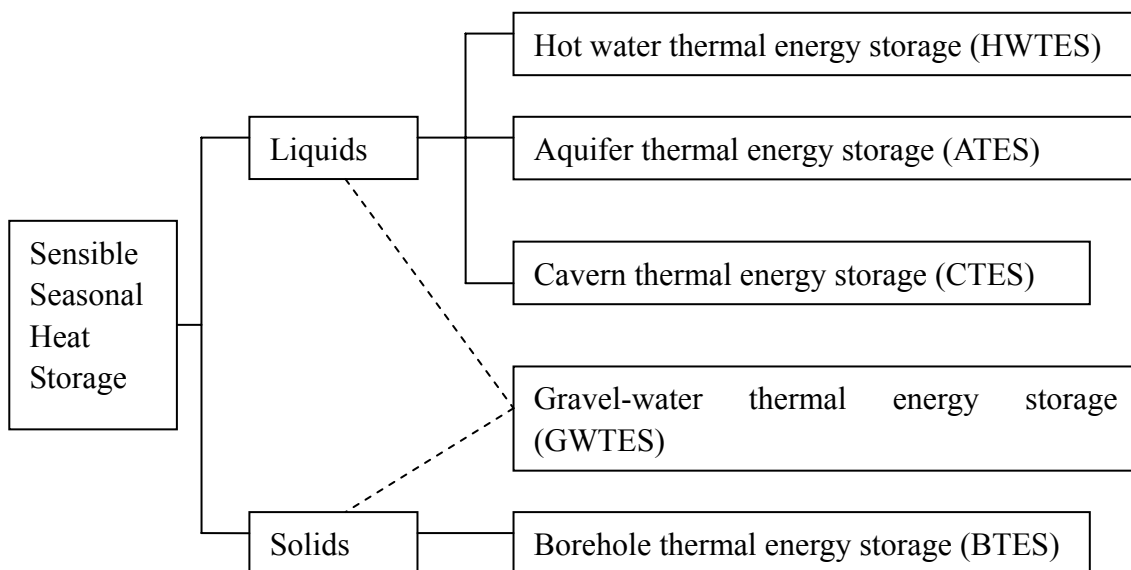 Hot water thermal energy storage (HWTES)
Liquids
Aquifer thermal energy storage (ATES)
Sensible
Seasonal
Heat
Storage
Cavern thermal energy storage (CTES)
Gravel-water thermal energy storage
(GWTES)
Solids
Borehole thermal energy storage (BTES)